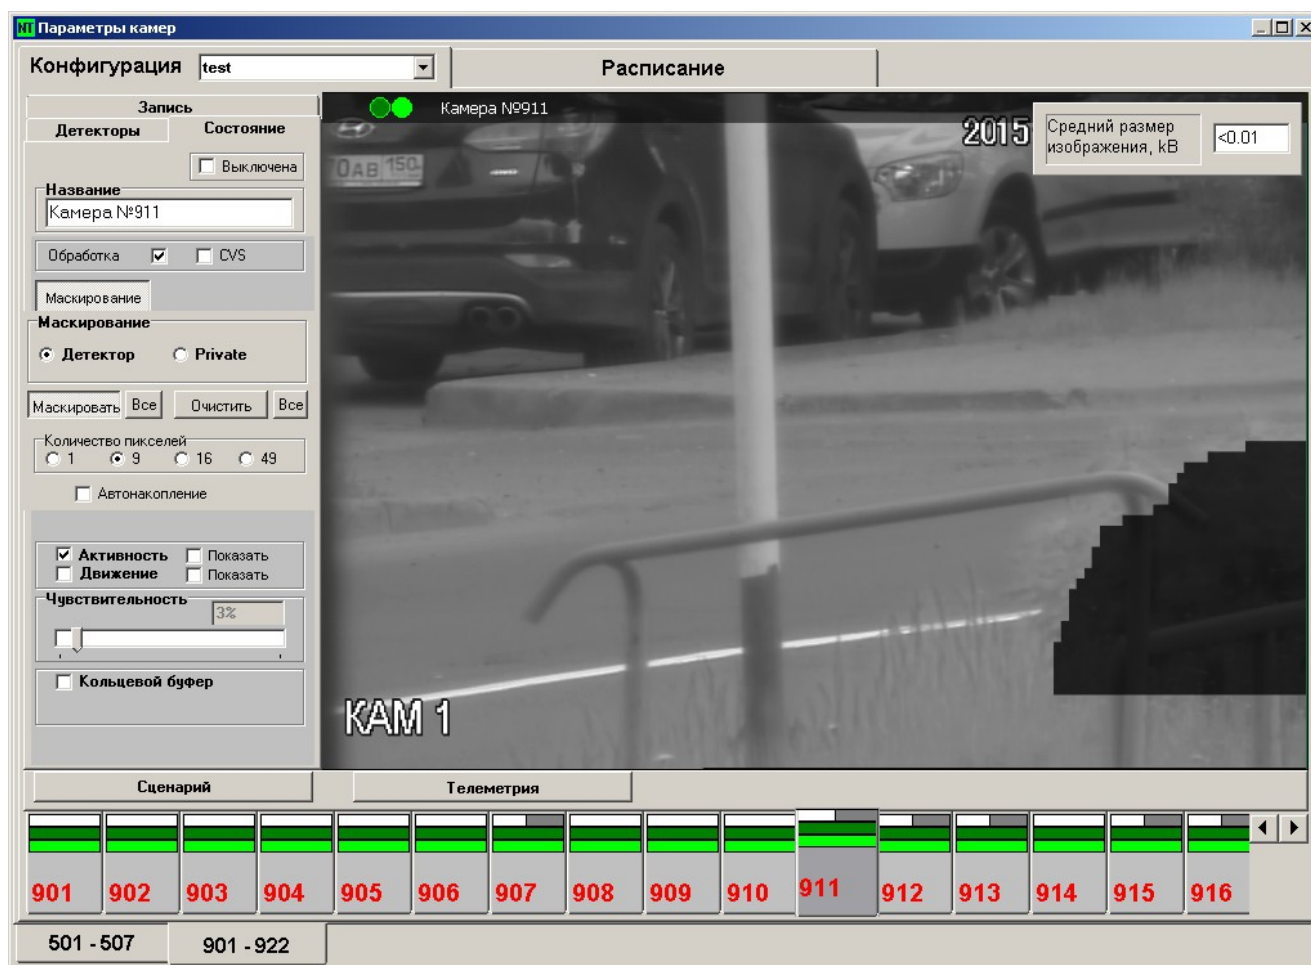 NT Параметры камер
Конфигурация test
Расписание
Запись
Детекторы Состояние
Выключена
Название
Камера №911
Обработка CVS
Маскирование
Маскирование
Детектор Private
Маскировать Все Очистить Все
Количество пикселей
1 9 16 49
Автонакопление
Активность Показать
Движение Показать
Чувствительность
3%
Кольцевой буфер
Камера №911
2015
Средний размер
изображения, kB
<0.01
70АВ 150
КАМ 1
Сценарий Телеметрия
901 902 903 904 905 906 907 908 909 910 911 912 913 914 915 916
501 - 507 901 - 922